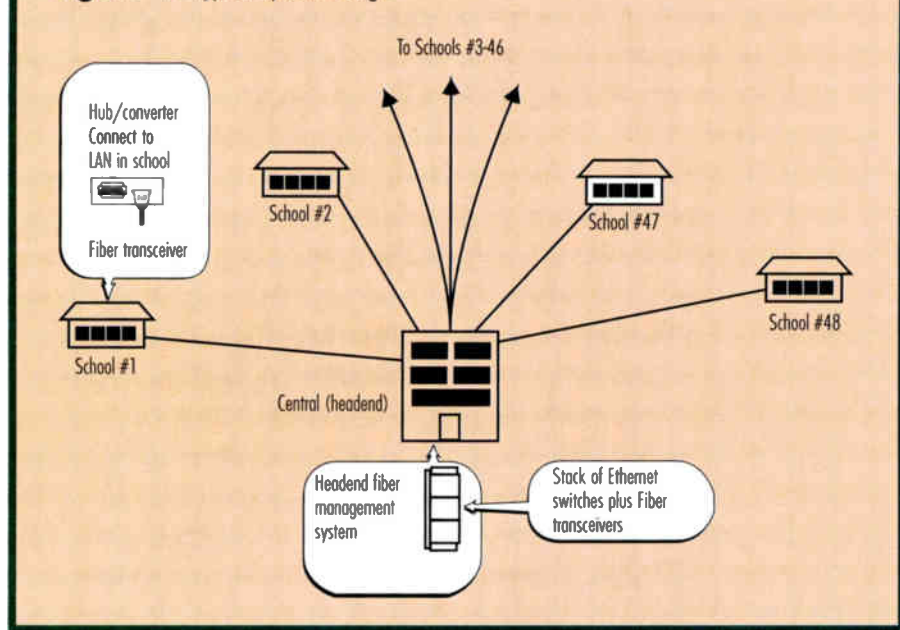 To Schools #3-46
Hub/converter
Connect to
LAN in school
Fiber transceiver
School #2
School #47
School #1
School #48
Central (headend)
Headend fiber
management
system
Stack of Ethernet
switches plus Fiber
transceivers